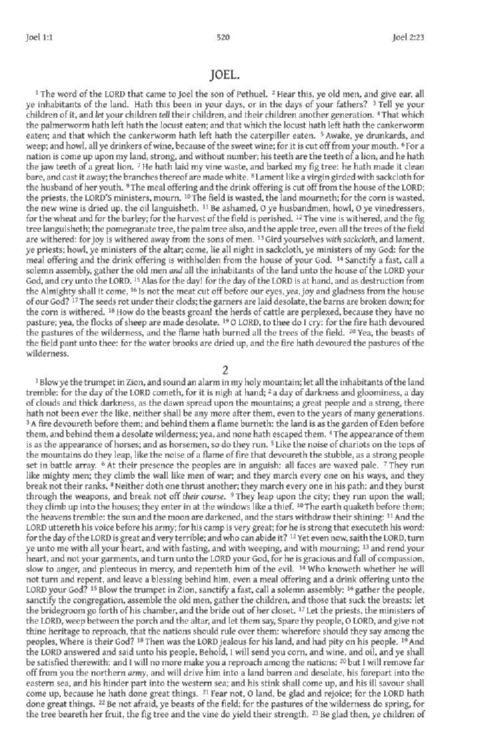 Joel 1:1
520
Joel 2:23
JOEL.
1 The word of the LORD that came to Joel the son of Pethuel. 2 Hear this, ye old men, and give ear, all
ye inhabitants of the land. Hath this been in your days, or in the days of your fathers? 3 Tell ye your
children of it, and let your children tell their children, and their children another generation. 4 That which
the palmerworm hath left hath the locust eaten; and that which the locust hath left hath the cankerworm
eaten; and that which the cankerworm hath left hath the caterpiller eaten. 5 Awake, ye drunkards, and
weep; and howl, all ye drinkers of wine, because of the sweet wine; for it is cut off from your mouth. 6 For a
nation is come up upon my land, strong, and without number; his teeth are the teeth of a lion, and he hath
the jaw teeth of a great lion. 7 He hath laid my vine waste, and barked my fig tree: he hath made it clean
bare, and cast it away; the branches thereof are made white. 8 Lament like a virgin girded with sackcloth for
the husband of her youth. 9 The meal offering and the drink offering is cut off from the house of the LORD;
the priests, the LORD'S ministers, mourn. 10 The field is wasted, the land mourneth; for the corn is wasted,
the new wine is dried up, the oil languisheth. 11 Be ashamed, O ye husbandmen, howl, O ye vinedressers,
for the wheat and for the barley; for the harvest of the field is perished. 12 The vine is withered, and the fig
tree languisheth; the pomegranate tree, the palm tree also, and the apple tree, even all the trees of the field
are withered: for joy is withered away from the sons of men. 13 Gird yourselves with sackcloth, and lament,
ye priests; howl, ye ministers of the altar; come, lie all night in sackcloth, ye ministers of my God: for the
meal offering and the drink offering is withholden from the house of your God. 14 Sanctify a fast, call a
solemn assembly, gather the old men and all the inhabitants of the land unto the house of the LORD your
God, and cry unto the LORD. 15 Alas for the day! for the day of the LORD is at hand, and as destruction from
the Almighty shall it come. 16 Is not the meat cut off before our eyes, yea, joy and gladness from the house
of our God? 17 The seeds rot under their clods; the garners are laid desolate, the barns are broken down; for
the corn is withered. 18 How do the beasts groan! the herds of cattle are perplexed, because they have no
pasture; yea, the flocks of sheep are made desolate. 19 O LORD, to thee do I cry: for the fire hath devoured
the pastures of the wilderness, and the flame hath burned all the trees of the field. 20 Yea, the beasts of
the field pant unto thee: for the water brooks are dried up, and the fire hath devoured the pastures of the
wilderness.
2
1 Blow ye the trumpet in Zion, and sound an alarm in my holy mountain; let all the inhabitants of the land
tremble: for the day of the LORD cometh, for it is nigh at hand; 2 a day of darkness and gloominess, a day
of clouds and thick darkness, as the dawn spread upon the mountains; a great people and a strong, there
hath not been ever the like, neither shall be any more after them, even to the years of many generations.
3 A fire devoureth before them; and behind them a flame burneth: the land is as the garden of Eden before
them, and behind them a desolate wilderness; yea, and none hath escaped them. 4 The appearance of them
is as the appearance of horses; and as horsemen, so do they run. 5 Like the noise of chariots on the tops of
the mountains do they leap, like the noise of a flame of fire that devoureth the stubble, as a strong people
set in battle array. 6 At their presence the peoples are in anguish: all faces are waxed pale. 7 They run
like mighty men; they climb the wall like men of war; and they march every one on his ways, and they
break not their ranks. 8 Neither doth one thrust another; they march every one in his path: and they burst
through the weapons, and break not off their course. 9 They leap upon the city; they run upon the wall;
they climb up into the houses; they enter in at the windows like a thief. 10 The earth quaketh before them;
the heavens tremble: the sun and the moon are darkened, and the stars withdraw their shining: 11 And the
LORD uttereth his voice before his army; for his camp is very great; for he is strong that executeth his word:
for the day of the LORD is great and very terrible; and who can abide it? 12 Yet even now, saith the LORD, turn
ye unto me with all your heart, and with fasting, and with weeping, and with mourning: 13 and rend your
heart, and not your garments, and turn unto the LORD your God, for he is gracious and full of compassion,
slow to anger, and plenteous in mercy, and repenteth him of the evil. 14 Who knoweth whether he will
not turn and repent, and leave a blessing behind him, even a meal offering and a drink offering unto the
LORD your God? 15 Blow the trumpet in Zion, sanctify a fast, call a solemn assembly: 16 gather the people,
sanctify the congregation, assemble the old men, gather the children, and those that suck the breasts: let
the bridegroom go forth of his chamber, and the bride out of her closet. 17 Let the priests, the ministers of
the LORD, weep between the porch and the altar, and let them say, Spare thy people, O LORD, and give not
thine heritage to reproach, that the nations should rule over them: wherefore should they say among the
peoples, Where is their God? 18 Then was the LORD jealous for his land, and had pity on his people. 19 And
the LORD answered and said unto his people, Behold, I will send you corn, and wine, and oil, and ye shall
be satisfied therewith: and I will no more make you a reproach among the nations: 20 but I will remove far
off from you the northern army, and will drive him into a land barren and desolate, his forepart into the
eastern sea, and his hinder part into the western sea; and his stink shall come up, and his ill savour shall
come up, because he hath done great things. 21 Fear not, O land, be glad and rejoice; for the LORD hath
done great things. 22 Be not afraid, ye beasts of the field; for the pastures of the wilderness do spring, for
the tree beareth her fruit, the fig tree and the vine do yield their strength. 23 Be glad then, ye children of